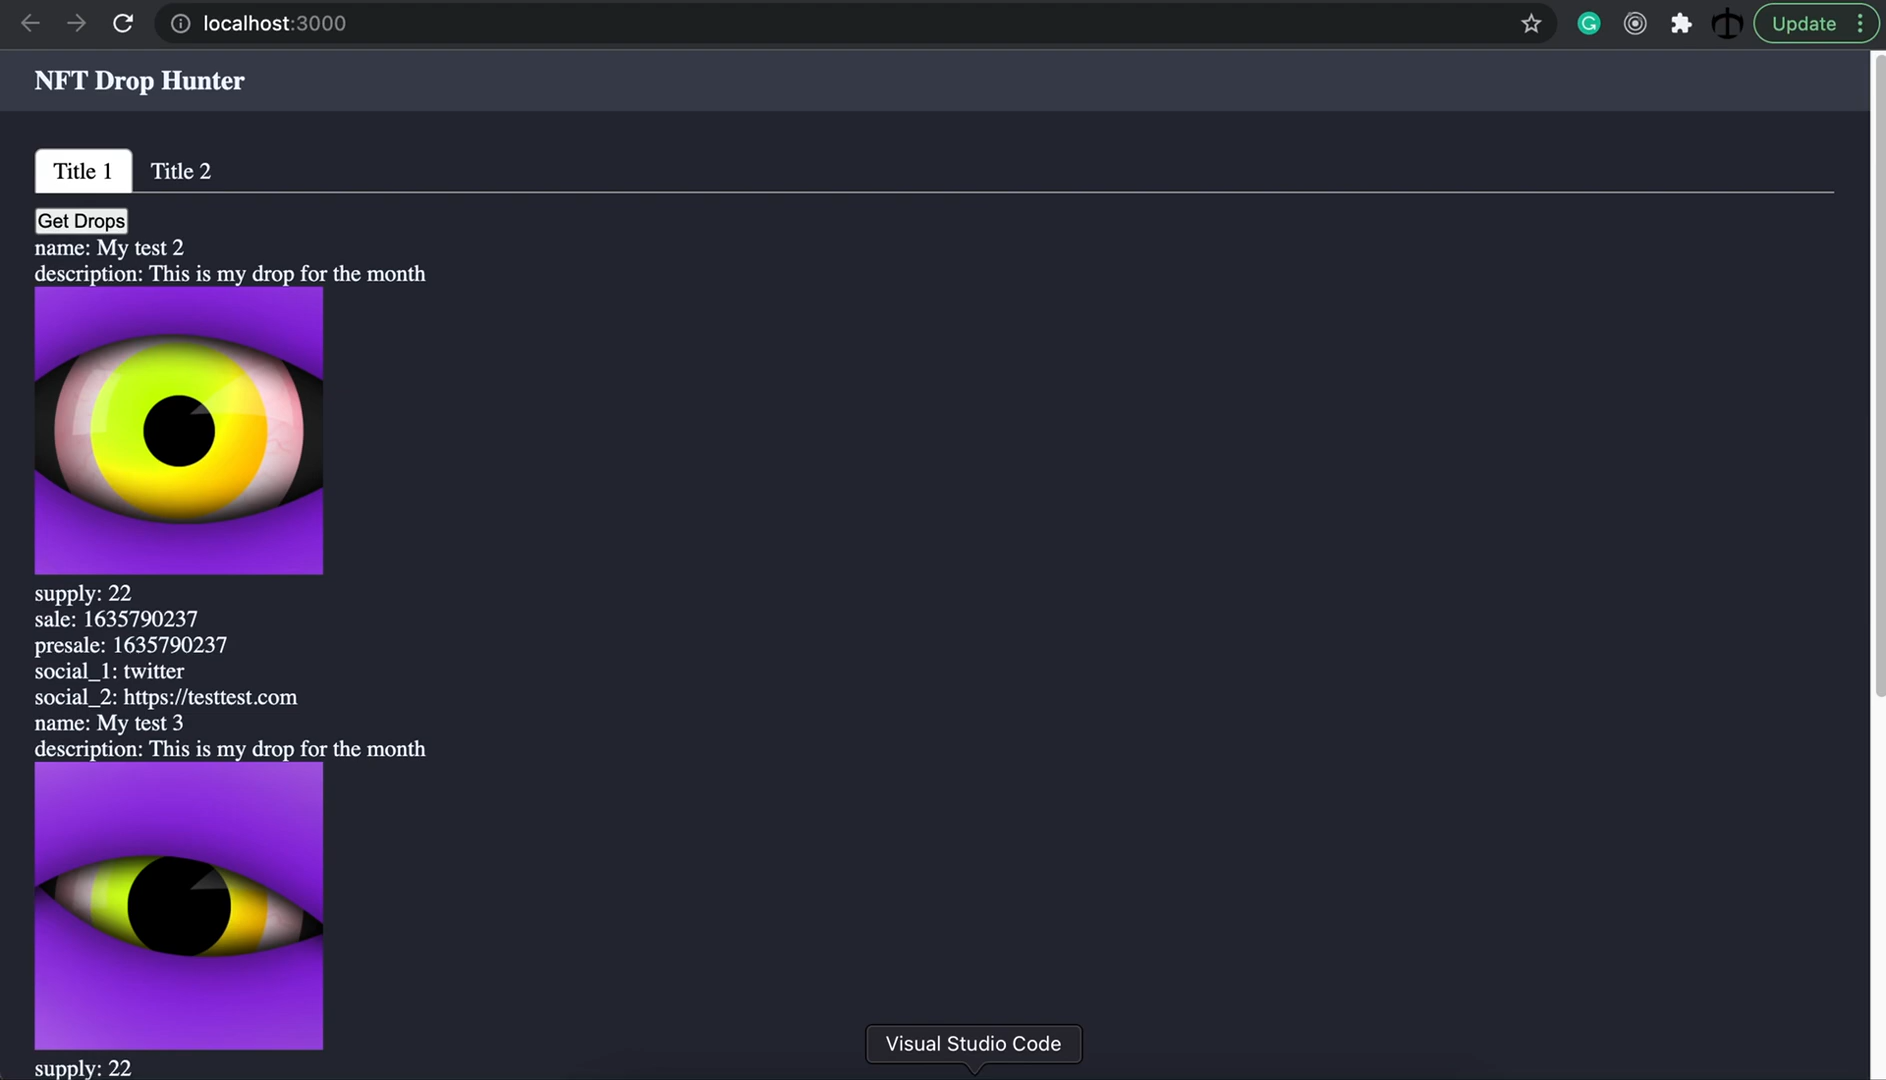 localhost:3000
Update
NFT Drop Hunter
Title 1 Title 2
Get Drops
name: My test 2
description: This is my drop for the month
supply: 22
sale: 1635790237
presale: 1635790237
social_1: twitter
social_2: https://testtest.com
name: My test 3
description: This is my drop for the month
supply: 22
Visual Studio Code